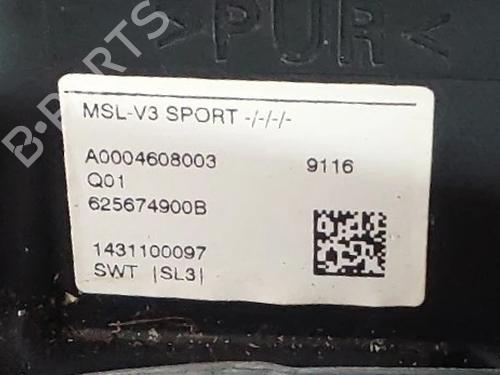 >PUR<
MSL-V3 SPORT -/-/-/-
A0004608003 9116
Q01
625674900B
1431100097
SWT |SL3|
B-PARTS